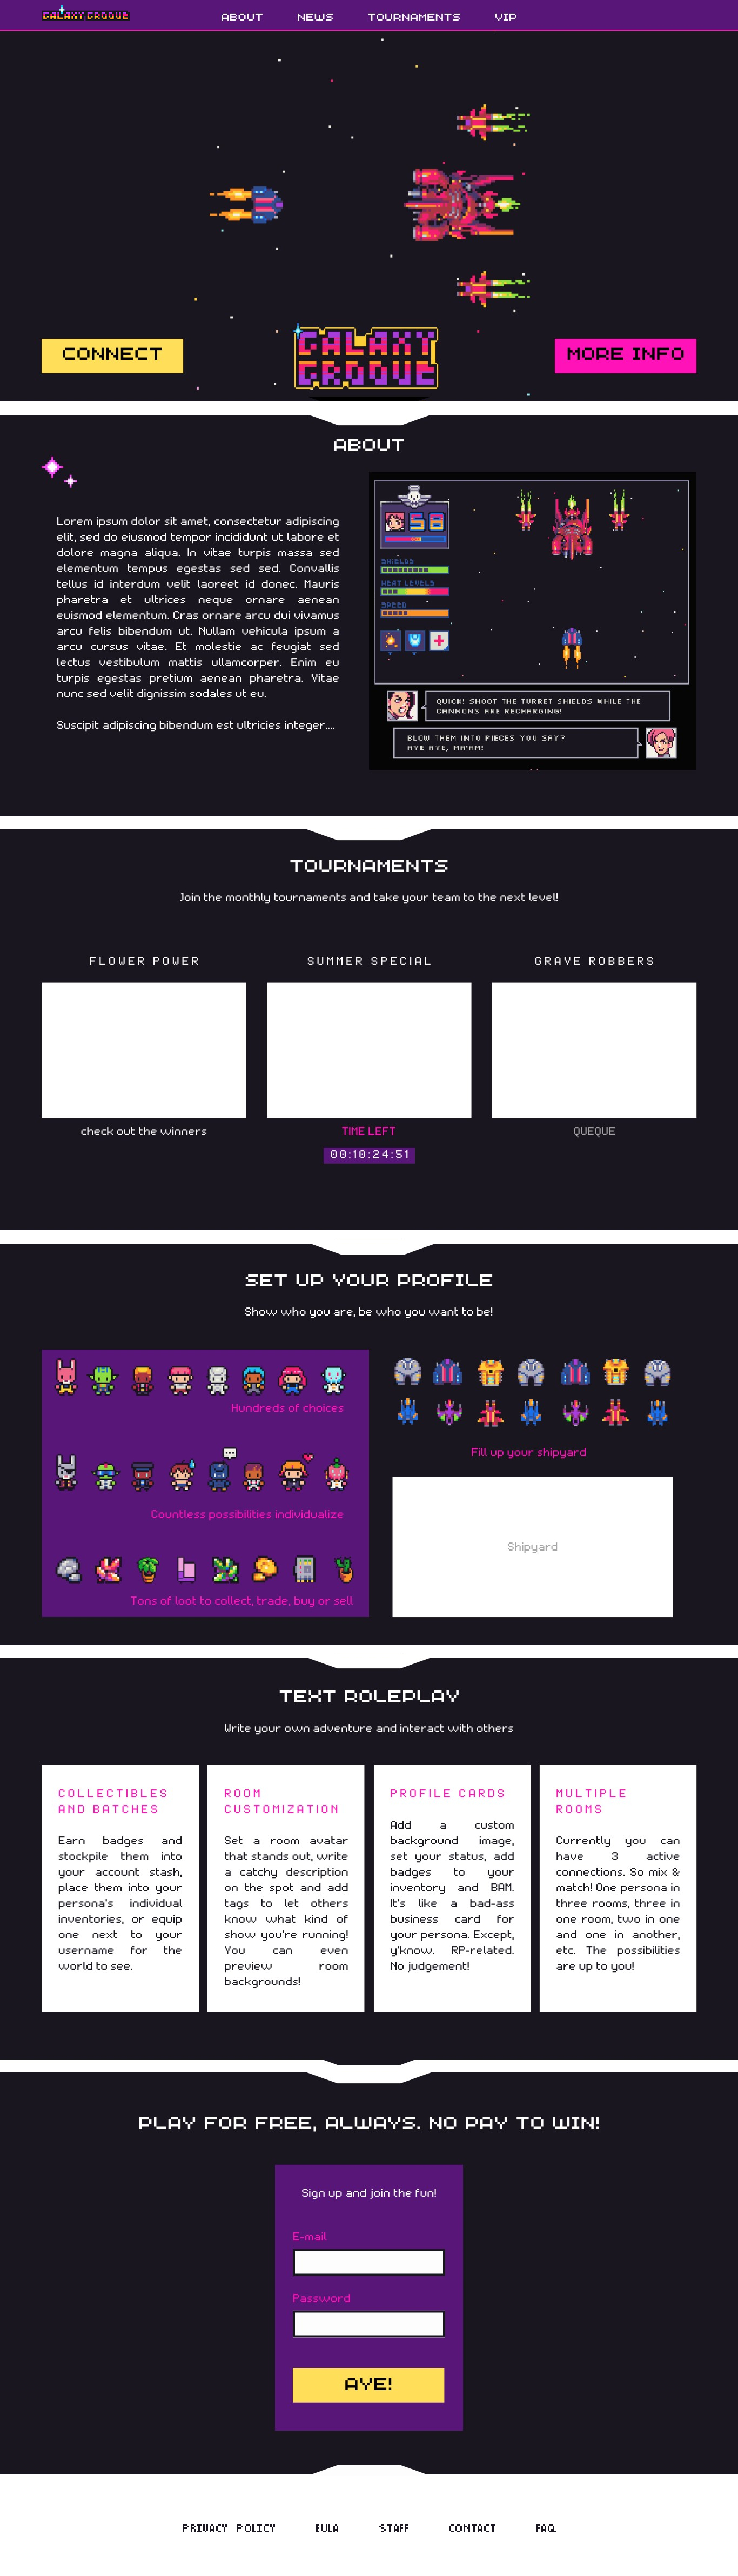 GALAXY GROOVE
ABOUT NEWS TOURNAMENTS VIP
CONNECT
GALAXY
GROOVE
MORE INFO
ABOUT
Lorem ipsum dolor sit amet, consectetur adipiscing
elit, sed do eiusmod tempor incididunt ut labore et
dolore magna aliqua. In vitae turpis massa sed
elementum tempus egestas sed sed. Convallis
tellus id interdum velit laoreet id donec. Mauris
pharetra et ultrices neque ornare aenean
euismod elementum. Cras ornare arcu dui vivamus
arcu felis bibendum ut. Nullam vehicula ipsum a
arcu cursus vitae. Et molestie ac feugiat sed
lectus vestibulum mattis ullamcorper. Enim eu
turpis egestas pretium aenean pharetra. Vitae
nunc sed velit dignissim sodales ut eu.
Suscipit adipiscing bibendum est ultricies integer....
58
SHIELDS
HEAT LEVELS
SPEED
QUICK! SHOOT THE TURRET SHIELDS WHILE THE
CANNONS ARE RECHARGING!
BLOW THEM INTO PIECES YOU SAY?
AYE AYE, MA'AM!
TOURNAMENTS
Join the monthly tournaments and take your team to the next level!
FLOWER POWER
SUMMER SPECIAL
GRAVE ROBBERS
check out the winners
TIME LEFT
QUEQUE
00:10:24:51
SET UP YOUR PROFILE
Show who you are, be who you want to be!
Hundreds of choices
Countless possibilities individualize
Tons of loot to collect, trade, buy or sell
Fill up your shipyard
Shipyard
TEXT ROLEPLAY
Write your own adventure and interact with others
COLLECTIBLES
AND BATCHES
Earn badges and
stockpile them into
your account stash,
place them into your
persona's individual
inventories, or equip
one next to your
username for the
world to see.
ROOM
CUSTOMIZATION
Set a room avatar
that stands out, write
a catchy description
on the spot and add
tags to let others
know what kind of
show you're running!
You can even
preview room
backgrounds!
PROFILE CARDS
Add a custom
background image,
set your status, add
badges to your
inventory and BAM.
It's like a bad-ass
business card for
your persona. Except,
y'know. RP-related.
No judgement!
MULTIPLE
ROOMS
Currently you can
have 3 active
connections. So mix &
match! One persona in
three rooms, three in
one room, two in one
and one in another,
etc. The possibilities
are up to you!
PLAY FOR FREE, ALWAYS. NO PAY TO WIN!
Sign up and join the fun!
E-mail
Password
AYE!
PRIVACY POLICY EULA STAFF CONTACT FAQ